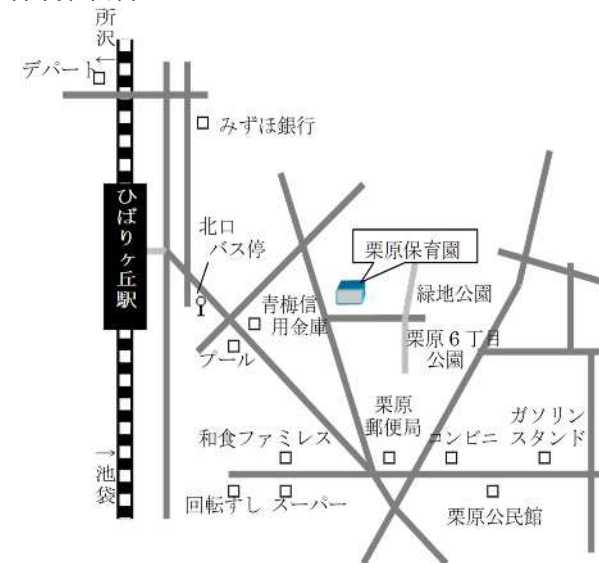 所沢
←
デパート
みずほ銀行
ひばりヶ丘駅
北口
バス停
栗原保育園
緑地公園
青梅信
用金庫
栗原6丁目
公園
プール
栗原
郵便局
ガソリン
スタンド
和食ファミレス
コンビニ
→池袋
回転すし
スーパー
栗原公民館